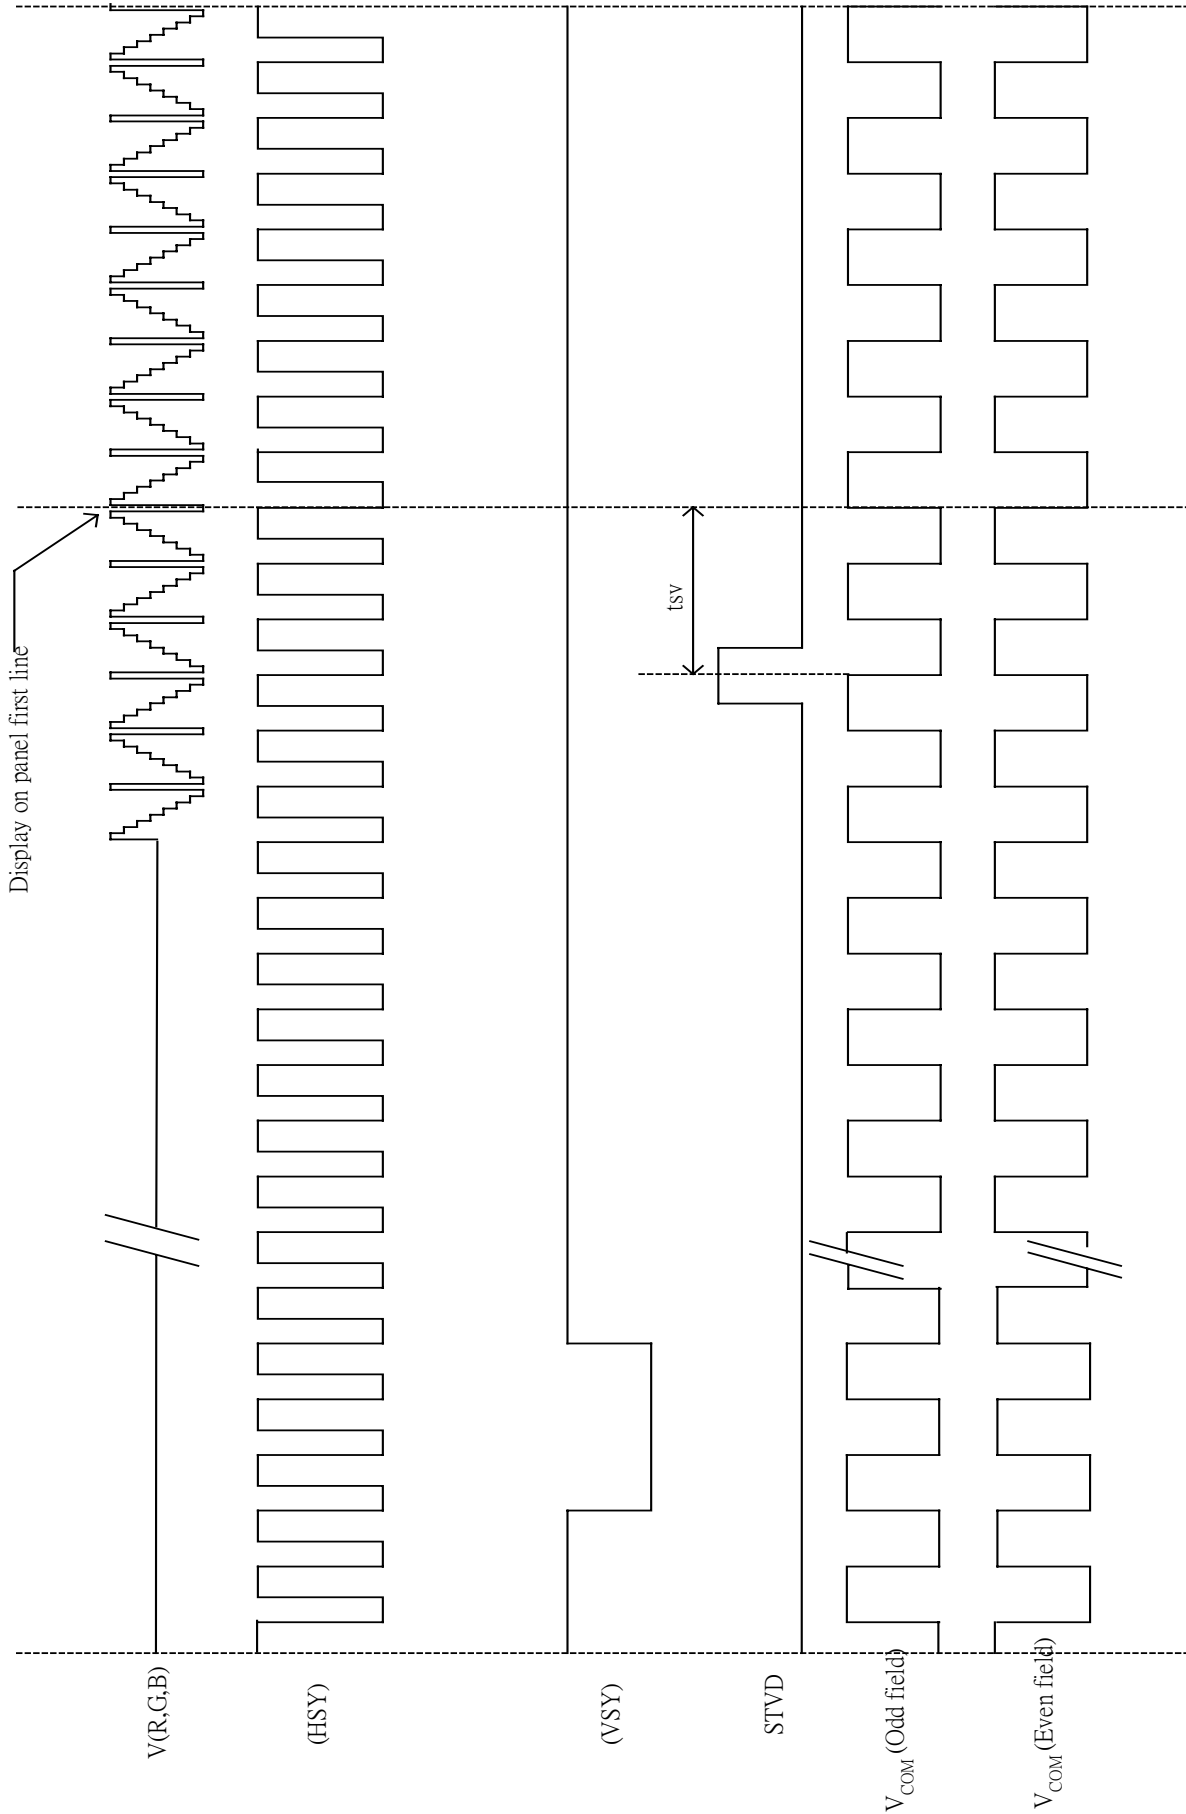 Display on panel first line
tsv
V(R,G,B)
(HSY)
(VSY)
STVD
VCOM (Odd field)
VCOM (Even field)